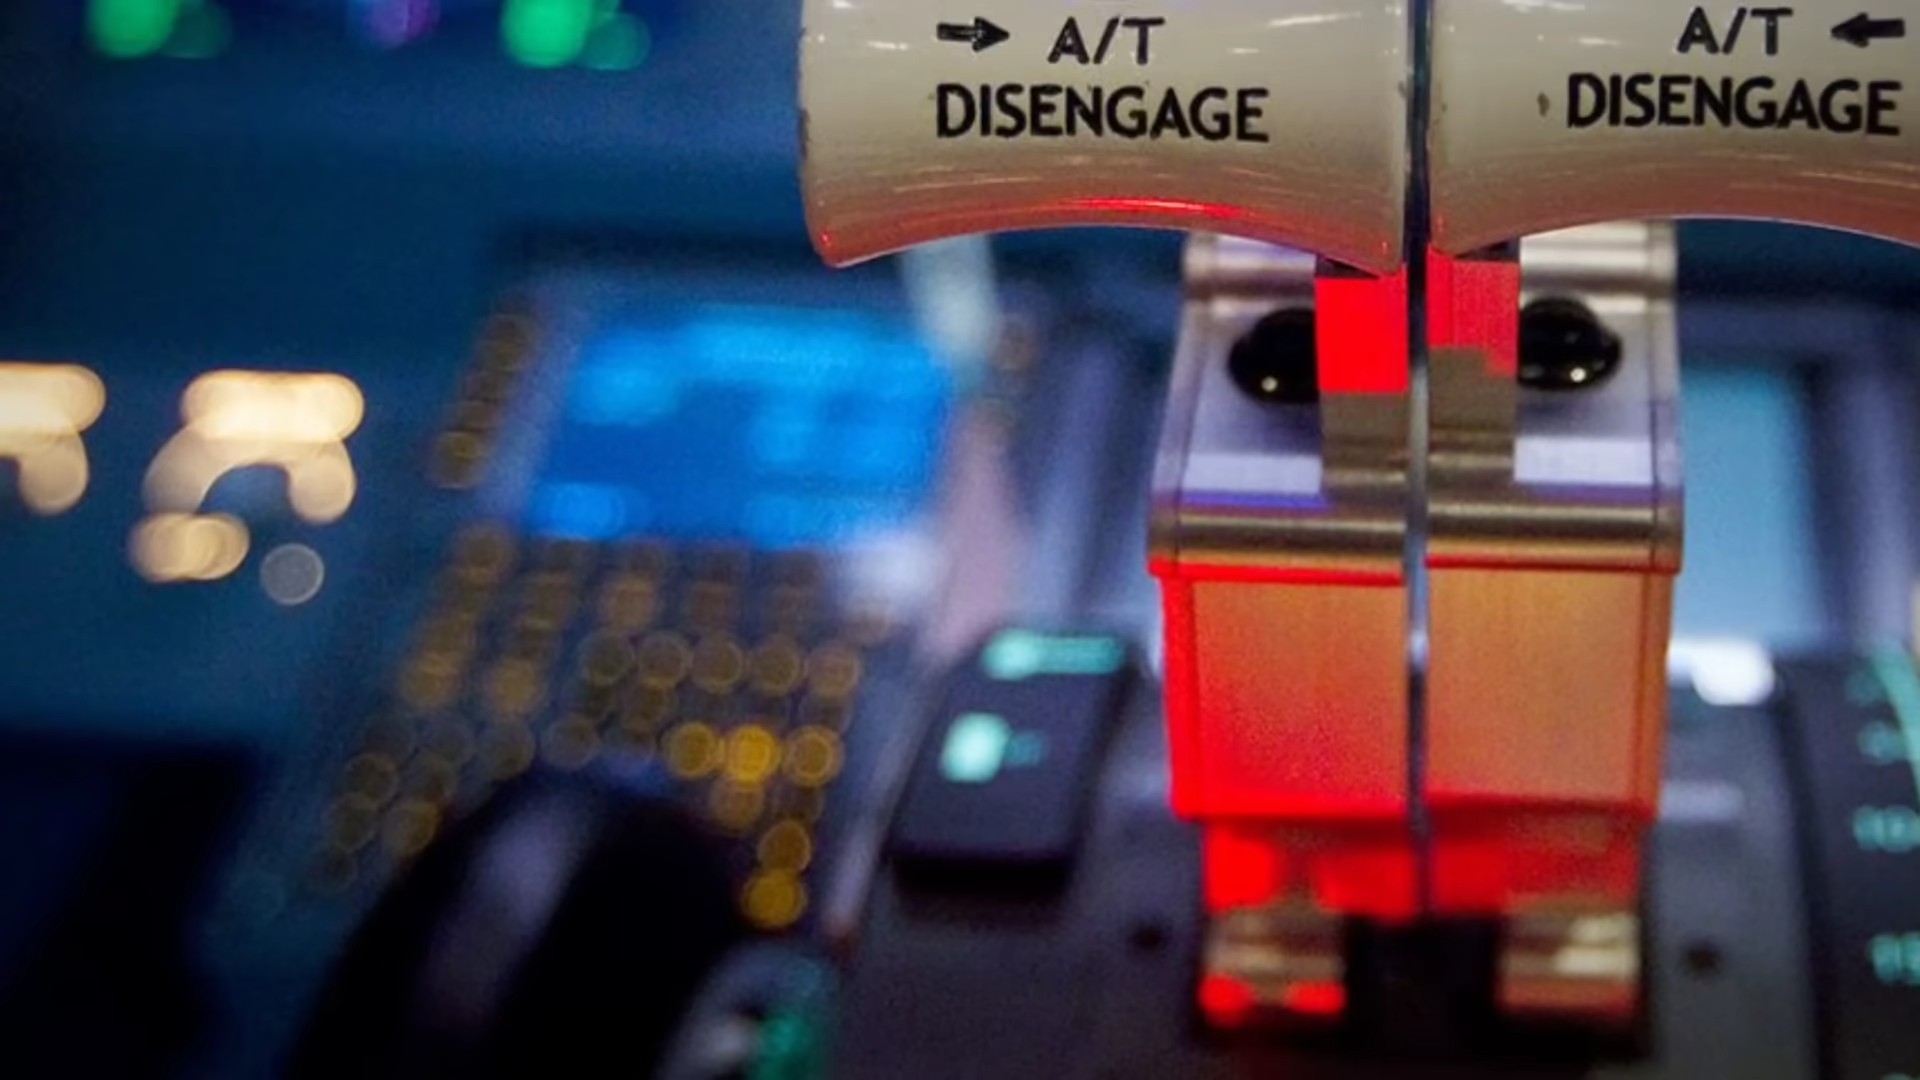 → A/T
DISENGAGE
A/T ←
DISENGAGE